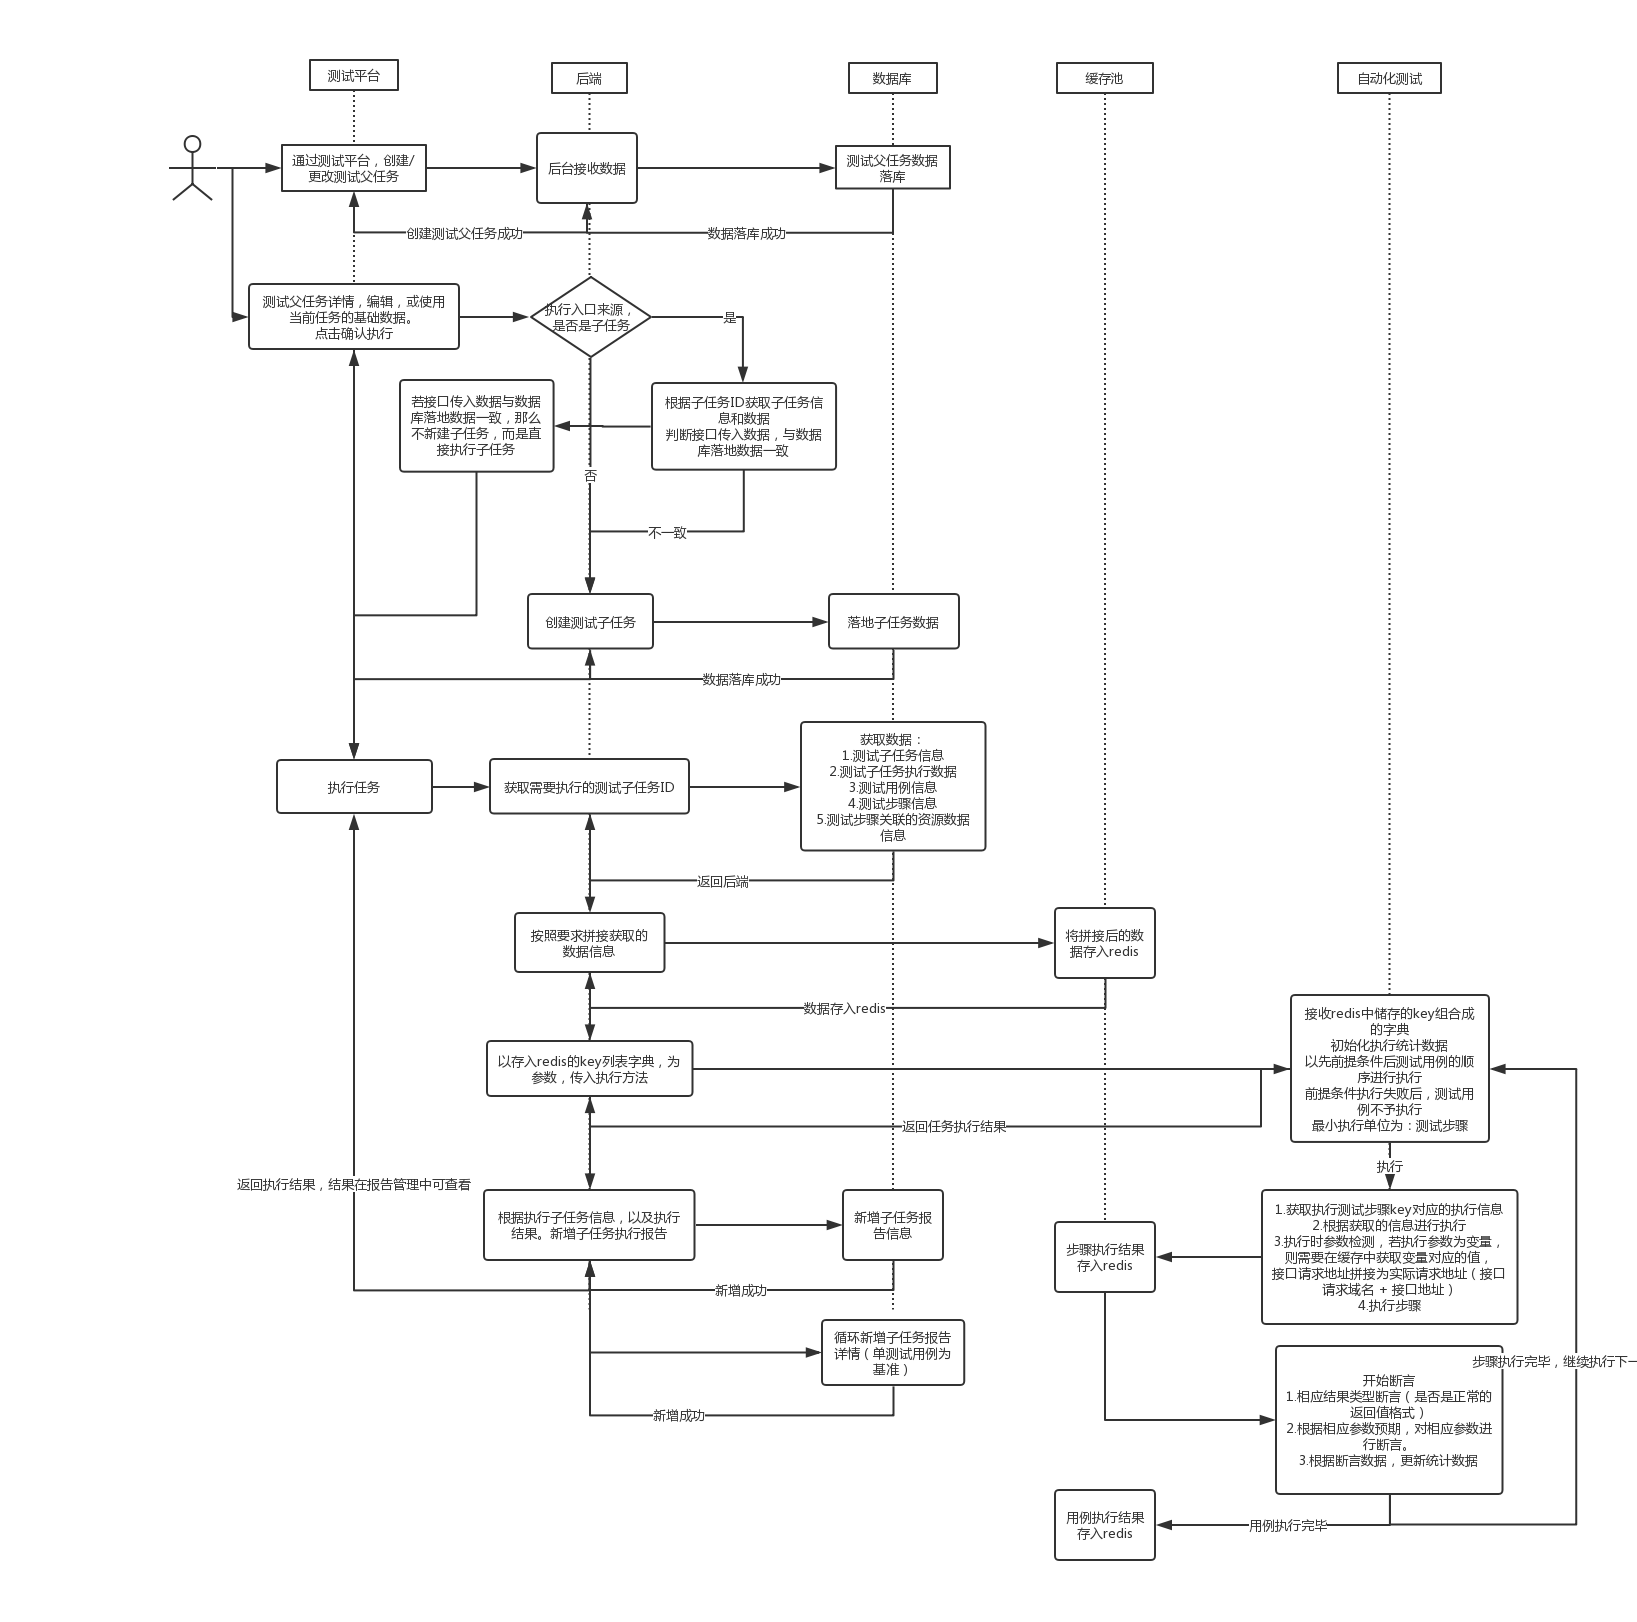 测试平台
后端
数据库
缓存池
自动化测试
通过测试平台，创建/
更改测试父任务
后台接收数据
测试父任务数据
落库
创建测试父任务成功
数据落库成功
测试父任务详情，编辑，或使用
当前任务的基础数据。
点击确认执行
执行入口来源，
是否是子任务
是
若接口传入数据与数据
库落地数据一致，那么
不新建子任务，而是直
接执行子任务
根据子任务ID获取子任务信
息和数据
判断接口传入数据，与数据
库落地数据一致
否
不一致
创建测试子任务
落地子任务数据
数据落库成功
执行任务
获取需要执行的测试子任务ID
获取数据：
1.测试子任务信息
2.测试子任务执行数据
3.测试用例信息
4.测试步骤信息
5.测试步骤关联的资源数据
信息
返回后端
按照要求拼接获取的
数据信息
将拼接后的数
据存入redis
数据存入redis
以存入redis的key列表字典，为
参数，传入执行方法
接收redis中储存的key组合成
的字典
初始化执行统计数据
以先前提条件后测试用例的顺
序进行执行
前提条件执行失败后，测试用
例不予执行
最小执行单位为：测试步骤
返回任务执行结果
执行
返回执行结果，结果在报告管理中可查看
根据执行子任务信息，以及执行
结果。新增子任务执行报告
新增子任务报
告信息
步骤执行结果
存入redis
1.获取执行测试步骤key对应的执行信息
2.根据获取的信息进行执行
3.执行时参数检测，若执行参数为变量，
则需要在缓存中获取变量对应的值，
接口请求地址拼接为实际请求地址（接口
请求域名 + 接口地址）
4.执行步骤
新增成功
循环新增子任务报告
详情（单测试用例为
基准）
新增成功
步骤执行完毕，继续执行下一
开始断言
1.相应结果类型断言（是否是正常的
返回值格式）
2.根据相应参数预期，对相应参数进
行断言。
3.根据断言数据，更新统计数据
用例执行结果
存入redis
用例执行完毕